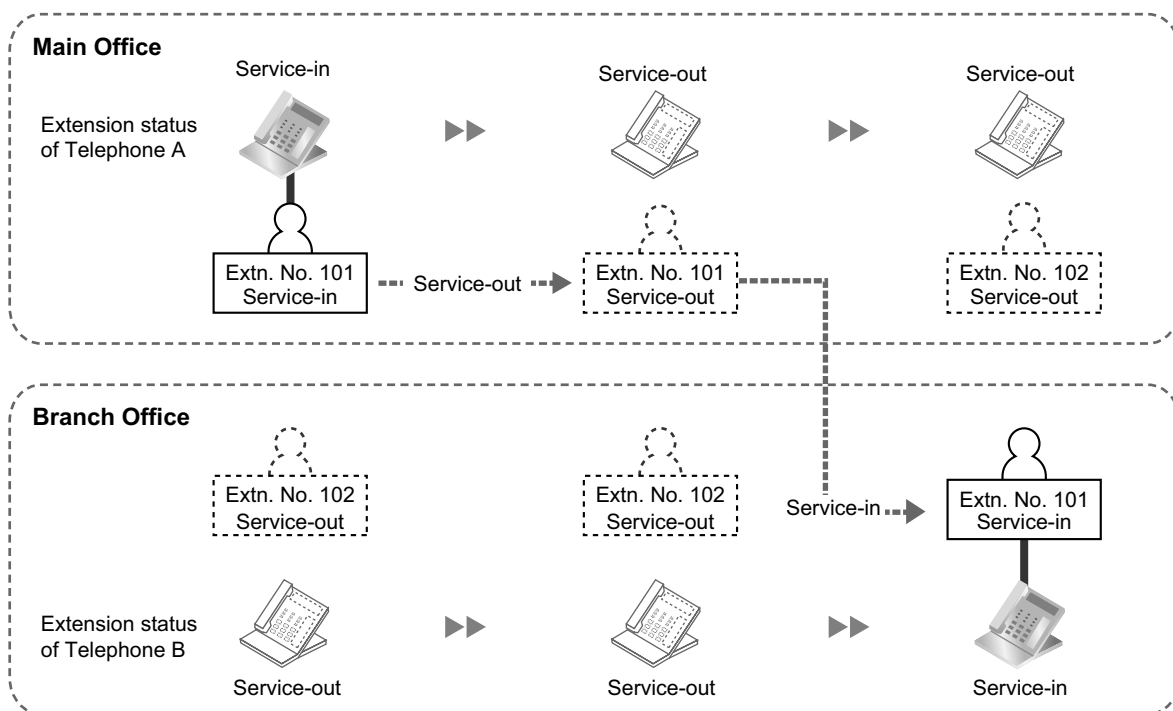 Main Office
Service-in
Service-out
Service-out
Extension status
of Telephone A
Extn. No. 101
Service-in
Service-out
Extn. No. 101
Service-out
Extn. No. 102
Service-out
Branch Office
Extn. No. 102
Service-out
Extn. No. 102
Service-out
Service-in
Extn. No. 101
Service-in
Extension status
of Telephone B
Service-out
Service-out
Service-in